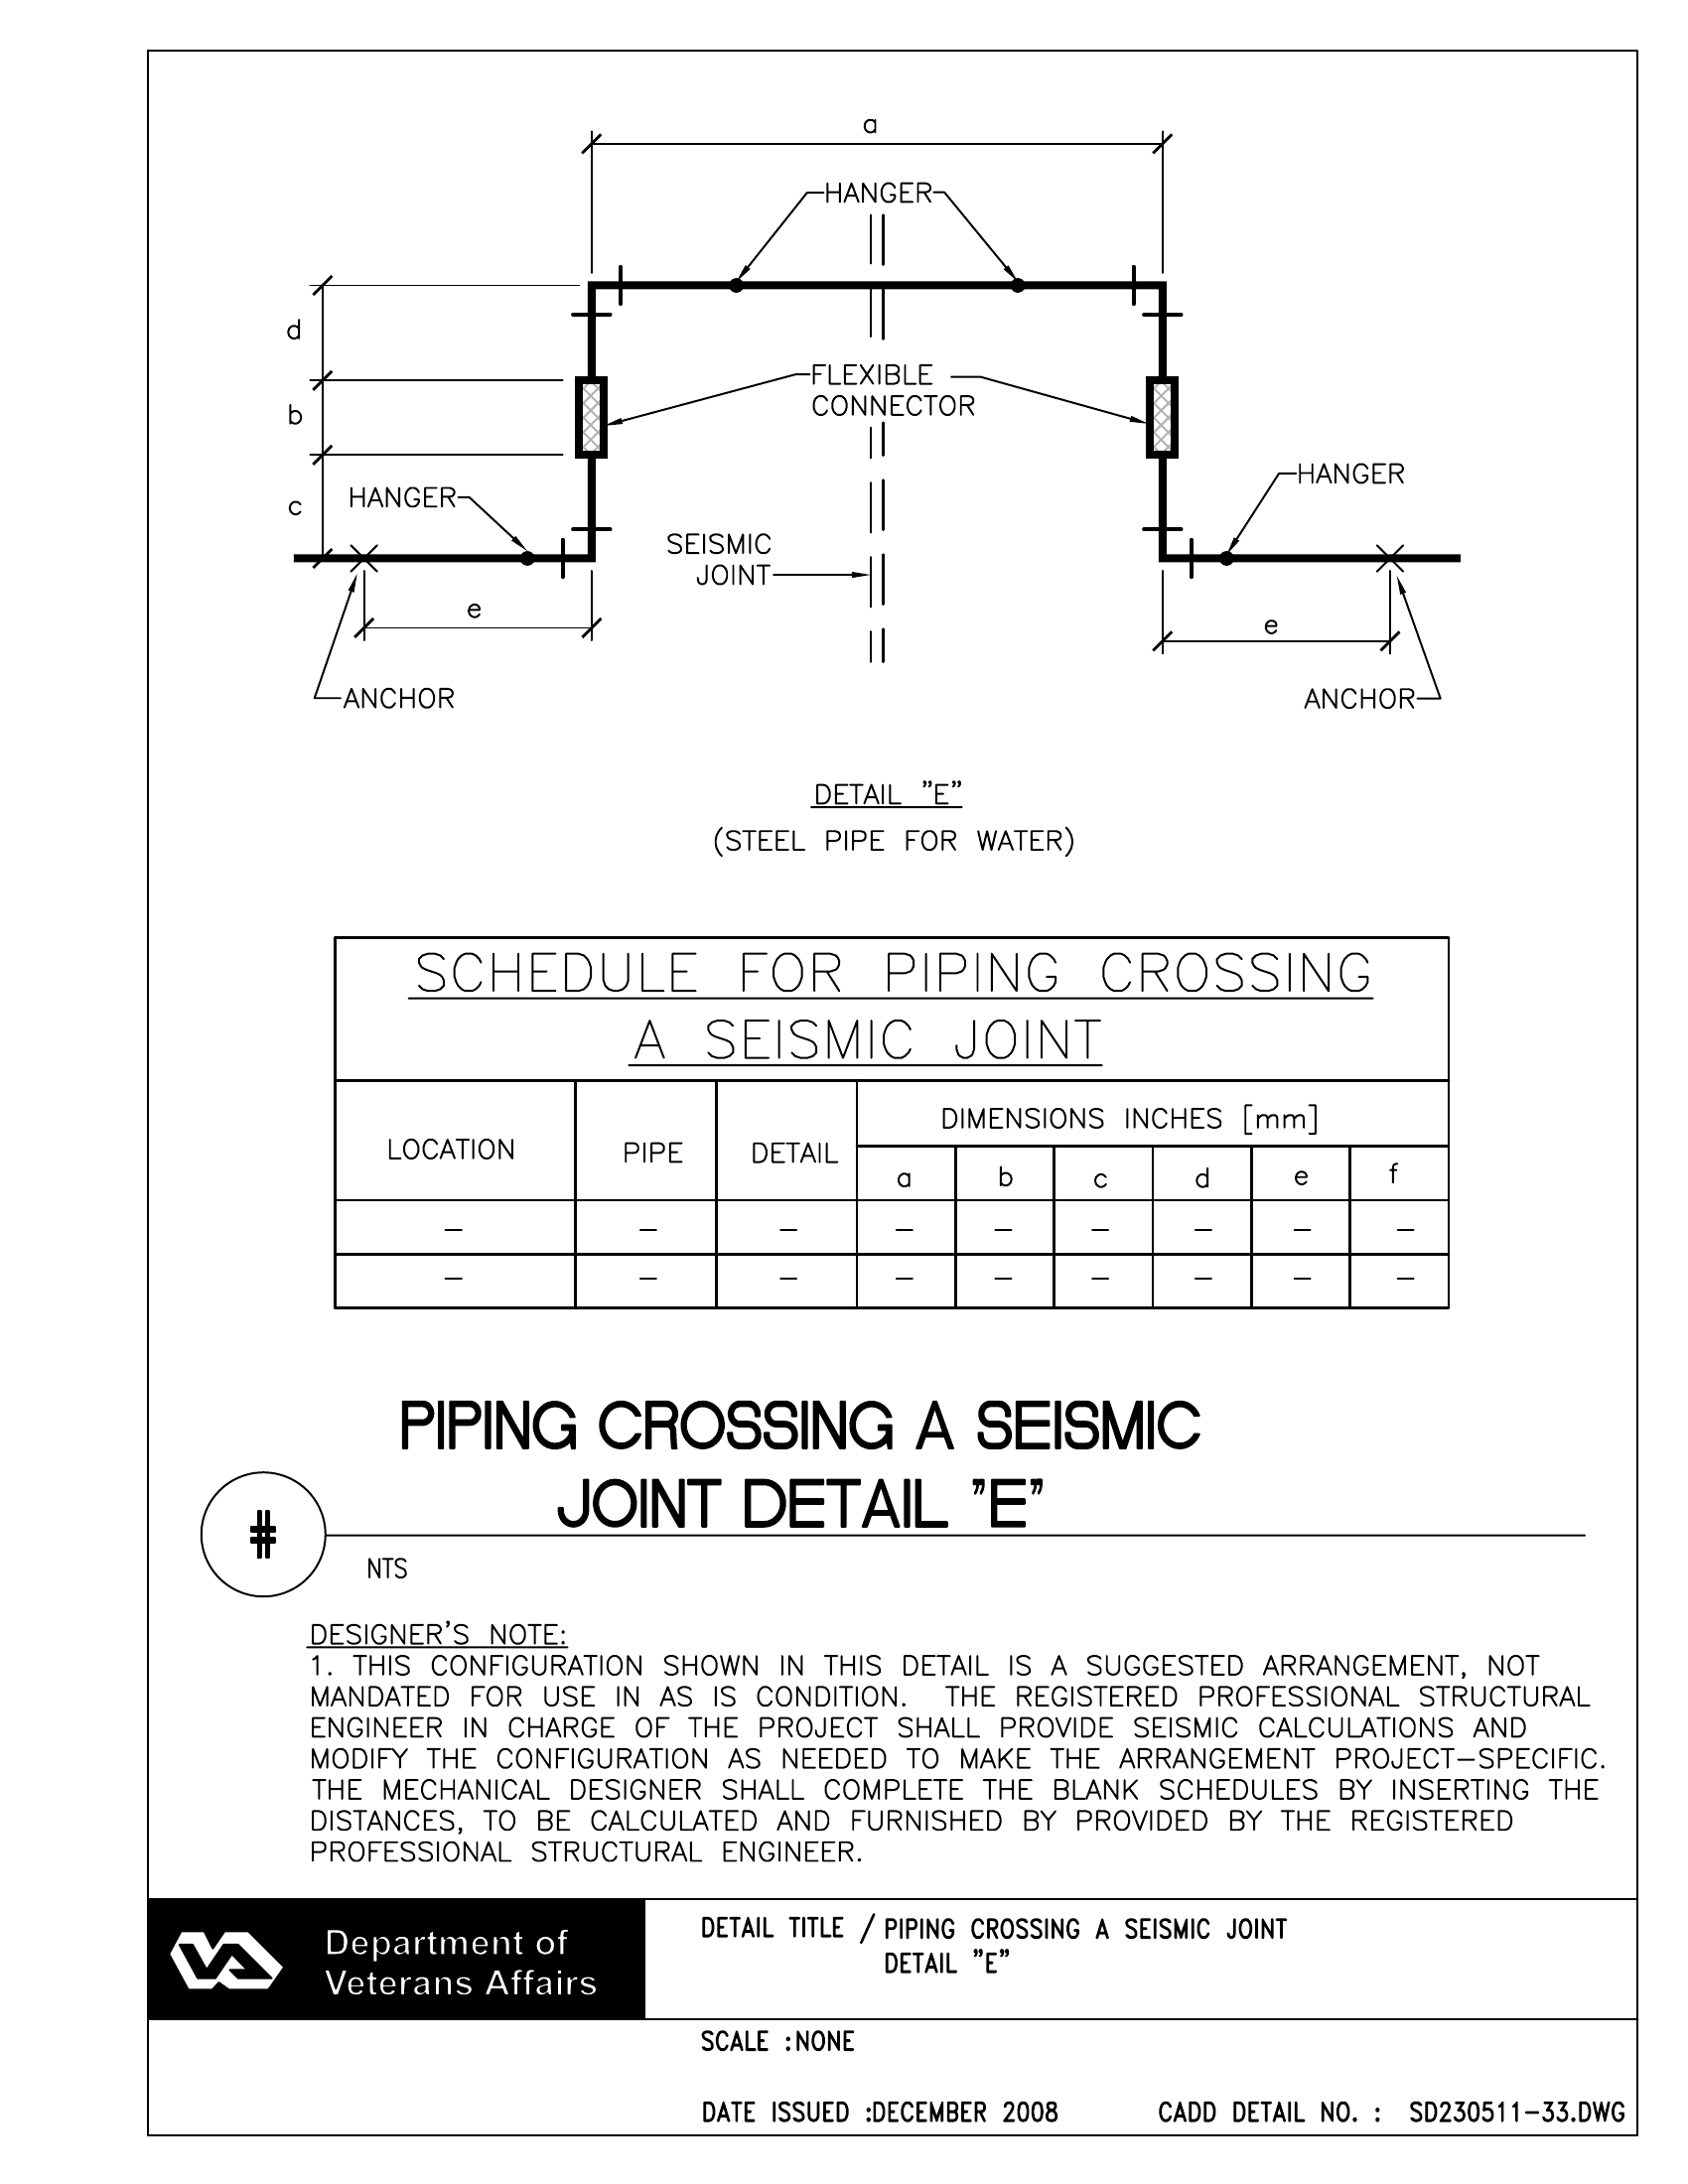 a
HANGER
d
FLEXIBLE
CONNECTOR
b
HANGER
c
HANGER
SEISMIC
JOINT
e
e
ANCHOR
ANCHOR
DETAIL "E"
(STEEL PIPE FOR WATER)
SCHEDULE FOR PIPING CROSSING
A SEISMIC JOINT
LOCATION PIPE DETAIL DIMENSIONS INCHES [mm]
a b c d e f
– – – – – – – – –
– – – – – – – – –
PIPING CROSSING A SEISMIC
JOINT DETAIL "E"
#
NTS
DESIGNER'S NOTE:
1. THIS CONFIGURATION SHOWN IN THIS DETAIL IS A SUGGESTED ARRANGEMENT, NOT
MANDATED FOR USE IN AS IS CONDITION. THE REGISTERED PROFESSIONAL STRUCTURAL
ENGINEER IN CHARGE OF THE PROJECT SHALL PROVIDE SEISMIC CALCULATIONS AND
MODIFY THE CONFIGURATION AS NEEDED TO MAKE THE ARRANGEMENT PROJECT-SPECIFIC.
THE MECHANICAL DESIGNER SHALL COMPLETE THE BLANK SCHEDULES BY INSERTING THE
DISTANCES, TO BE CALCULATED AND FURNISHED BY PROVIDED BY THE REGISTERED
PROFESSIONAL STRUCTURAL ENGINEER.
Department of
Veterans Affairs
DETAIL TITLE / PIPING CROSSING A SEISMIC JOINT
DETAIL "E"
SCALE :NONE
DATE ISSUED :DECEMBER 2008 CADD DETAIL NO. : SD230511-33.DWG